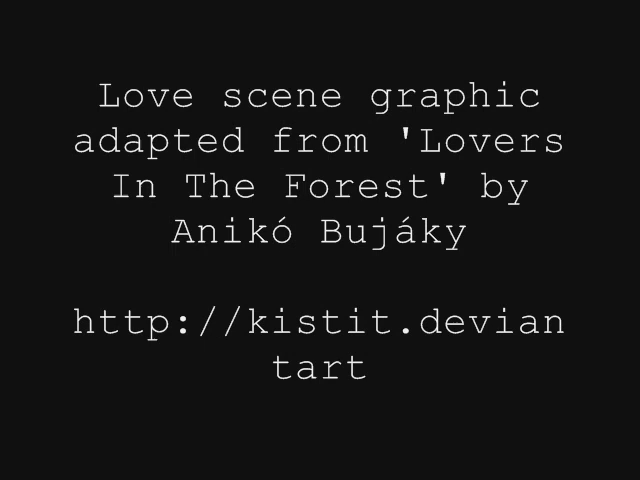 Love scene graphic
adapted from 'Lovers
In The Forest' by
Anikó Bujáky
http://kistit.devian
tart